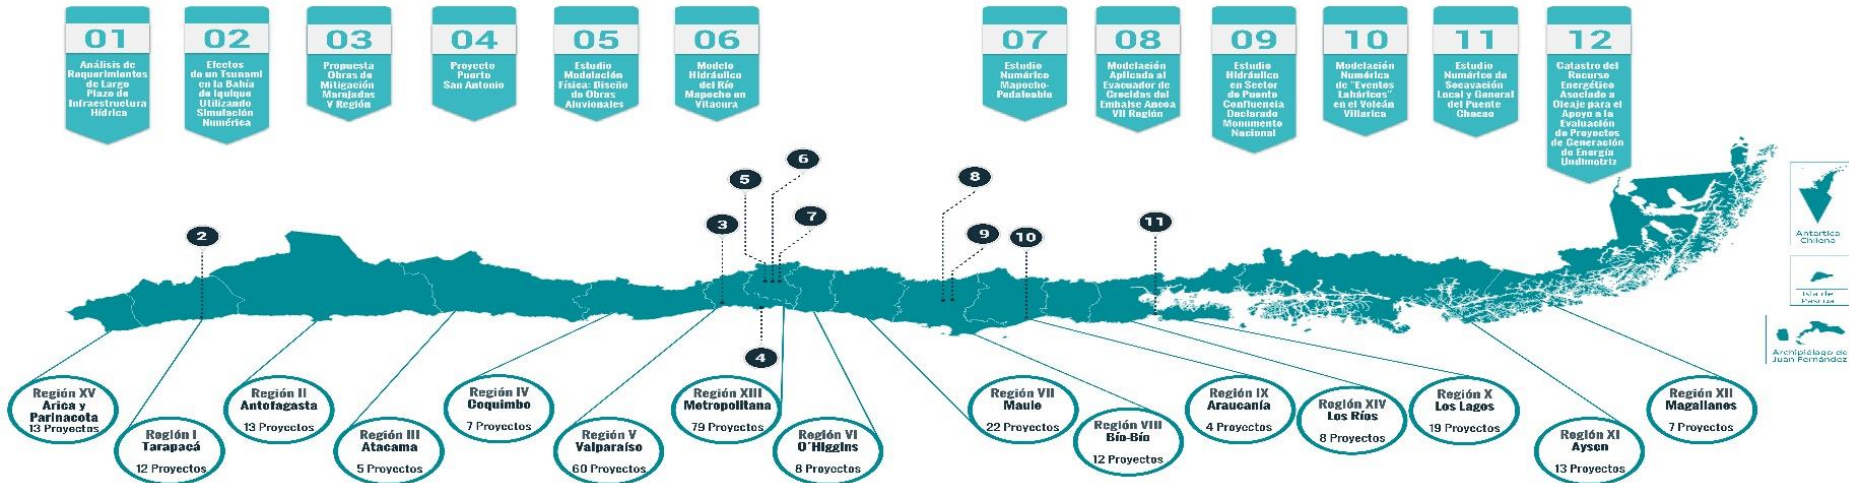 01
Análisis de
Requerimientos
de Largo
Plazo de
Infraestructura
Hídrica
02
Efectos
de un Tsunami
en la Bahía
de Iquique
Utilizando
Simulación
Numérica
03
Propuesta
Obras de
Mitigación
Marejadas
V Región
04
Proyecto
Puerto
San Antonio
05
Estudio
Modelación
Física: Diseño
de Obras
Aluvionales
06
Modelo
Hidráulico
del Río
Mapocho en
Vitacura
07
Estudio
Numérico
Mapocho-
Pedaleable
08
Modelación
Aplicada al
Evacuador de
Crecidas del
Embalse Ancoa
VII Región
09
Estudio
Hidráulico
en Sector
de Puente
Confluencia
Declarado
Monumento
Nacional
10
Modelación
Numérica
de "Eventos
Laháricos"
en el Volcán
Villarica
11
Estudio
Numérico de
Socavación
Local y General
del Puente
Chacao
12
Catastro del
Recurso
Energético
Asociado a
Oleaje para el
Apoyo a la
Evaluación
de Proyectos
de Generación
de Energía
Undimotriz
2
3
4
5
6
7
8
9
10
11
Antartica
Chilena
Isla de
Pascua
Archipiélago de
Juan Fernández
Región XV
Arica y
Parinacota
13 Proyectos
Región I
Tarapacá
12 Proyectos
Región II
Antofagasta
13 Proyectos
Región III
Atacama
5 Proyectos
Región IV
Coquimbo
7 Proyectos
Región V
Valparaíso
60 Proyectos
Región XIII
Metropolitana
79 Proyectos
Región VI
O'Higgins
8 Proyectos
Región VII
Maule
22 Proyectos
Región VIII
Bío-Bío
12 Proyectos
Región IX
Araucanía
4 Proyectos
Región XIV
Los Ríos
8 Proyectos
Región X
Los Lagos
19 Proyectos
Región XI
Aysen
13 Proyectos
Región XII
Magallanes
7 Proyectos